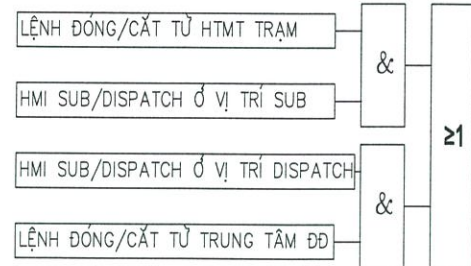 LỆNH ĐÓNG/CẮT TỪ HTMT TRẠM
&
HMI SUB/DISPATCH Ở VỊ TRÍ SUB
≥1
HMI SUB/DISPATCH Ở VỊ TRÍ DISPATCH
&
LỆNH ĐÓNG/CẮT TỪ TRUNG TÂM ĐĐ